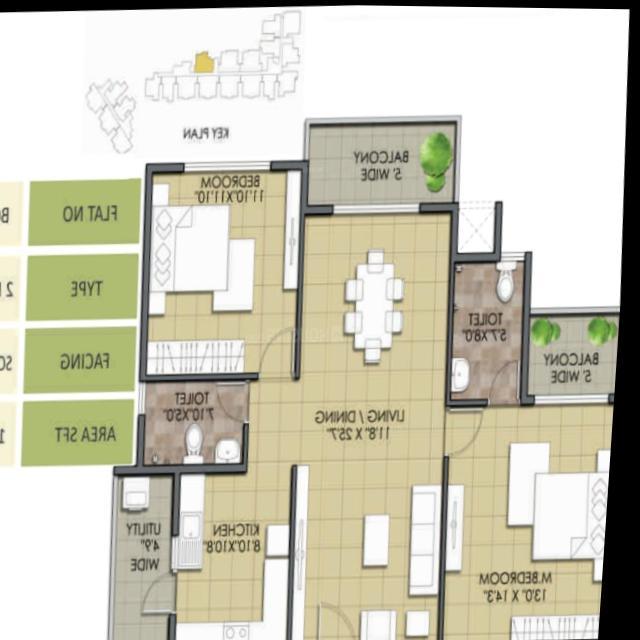 KEY PLAN
BALCONY
5' WIDE
BEDROOM
11'10"X11'10"
FLAT NO
TYPE
2
FACING
AREA SFT
1
TOILET
5'7"X8'0"
BALCONY
5' WIDE
TOILET
7'10"X5'0"
LIVING / DINING
11'8" X 25'7"
UTILITY
4'9"
WIDE
KITCHEN
8'10"X10'8"
M.BEDROOM
13'0" X 14'3"